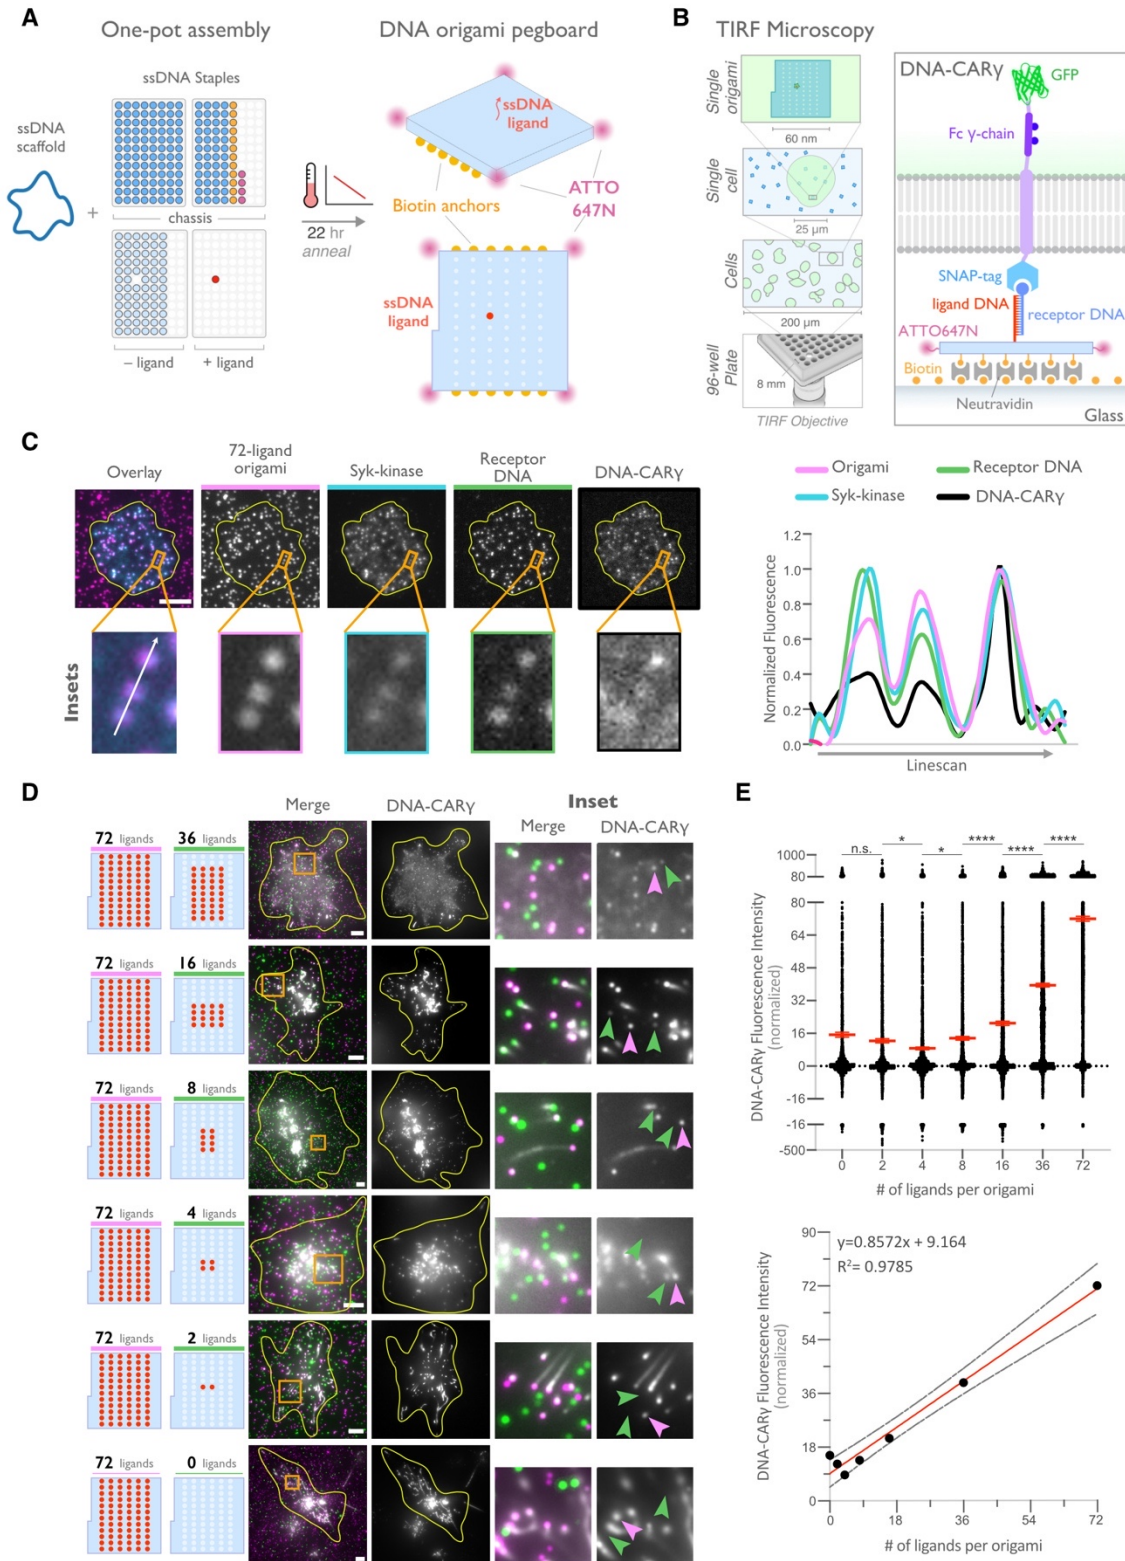 A
One-pot assembly
DNA origami pegboard
ssDNA Staples
ssDNA
scaffold
+
chassis
22 hr
anneal
– ligand
+ ligand
ssDNA
ligand
ATTO
647N
Biotin anchors
ssDNA
ligand
B
TIRF Microscopy
Single
origami
60 nm
Single
cell
25 µm
Cells
200 µm
96-well
Plate
8 mm
TIRF Objective
DNA-CARγ
GFP
Fc γ-chain
SNAP-tag
ligand DNA
receptor DNA
ATTO647N
Biotin
Neutravidin
Glass
C
Overlay
72-ligand
origami
Syk-kinase
Receptor
DNA
DNA-CARγ
Insets
Origami
Receptor DNA
Syk-kinase
DNA-CARγ
Normalized Fluorescence
1.2
1.0
0.8
0.6
0.4
0.2
0.0
Linescan
D
Merge
DNA-CARγ
Inset
Merge
DNA-CARγ
72 ligands
36 ligands
72 ligands
16 ligands
72 ligands
8 ligands
72 ligands
4 ligands
72 ligands
2 ligands
72 ligands
0 ligands
E
n.s.
*
*
****
****
****
DNA-CARγ Fluorescence Intensity
(normalized)
1000
80
80
64
48
32
16
0
-16
-16
-500
0 2 4 8 16 36 72
# of ligands per origami
DNA-CARγ Fluorescence Intensity
(normalized)
y=0.8572x + 9.164
R²= 0.9785
90
72
54
36
18
0
0 18 36 54 72
# of ligands per origami